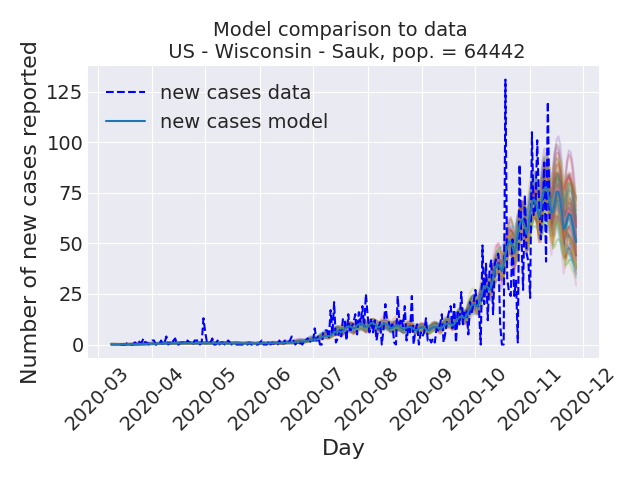 Model comparison to data
US - Wisconsin - Sauk, pop. = 64442
Number of new cases reported
125
100
75
50
25
0
new cases data
new cases model
2020-03
2020-04
2020-05
2020-06
2020-07
2020-08
2020-09
2020-10
2020-11
2020-12
Day